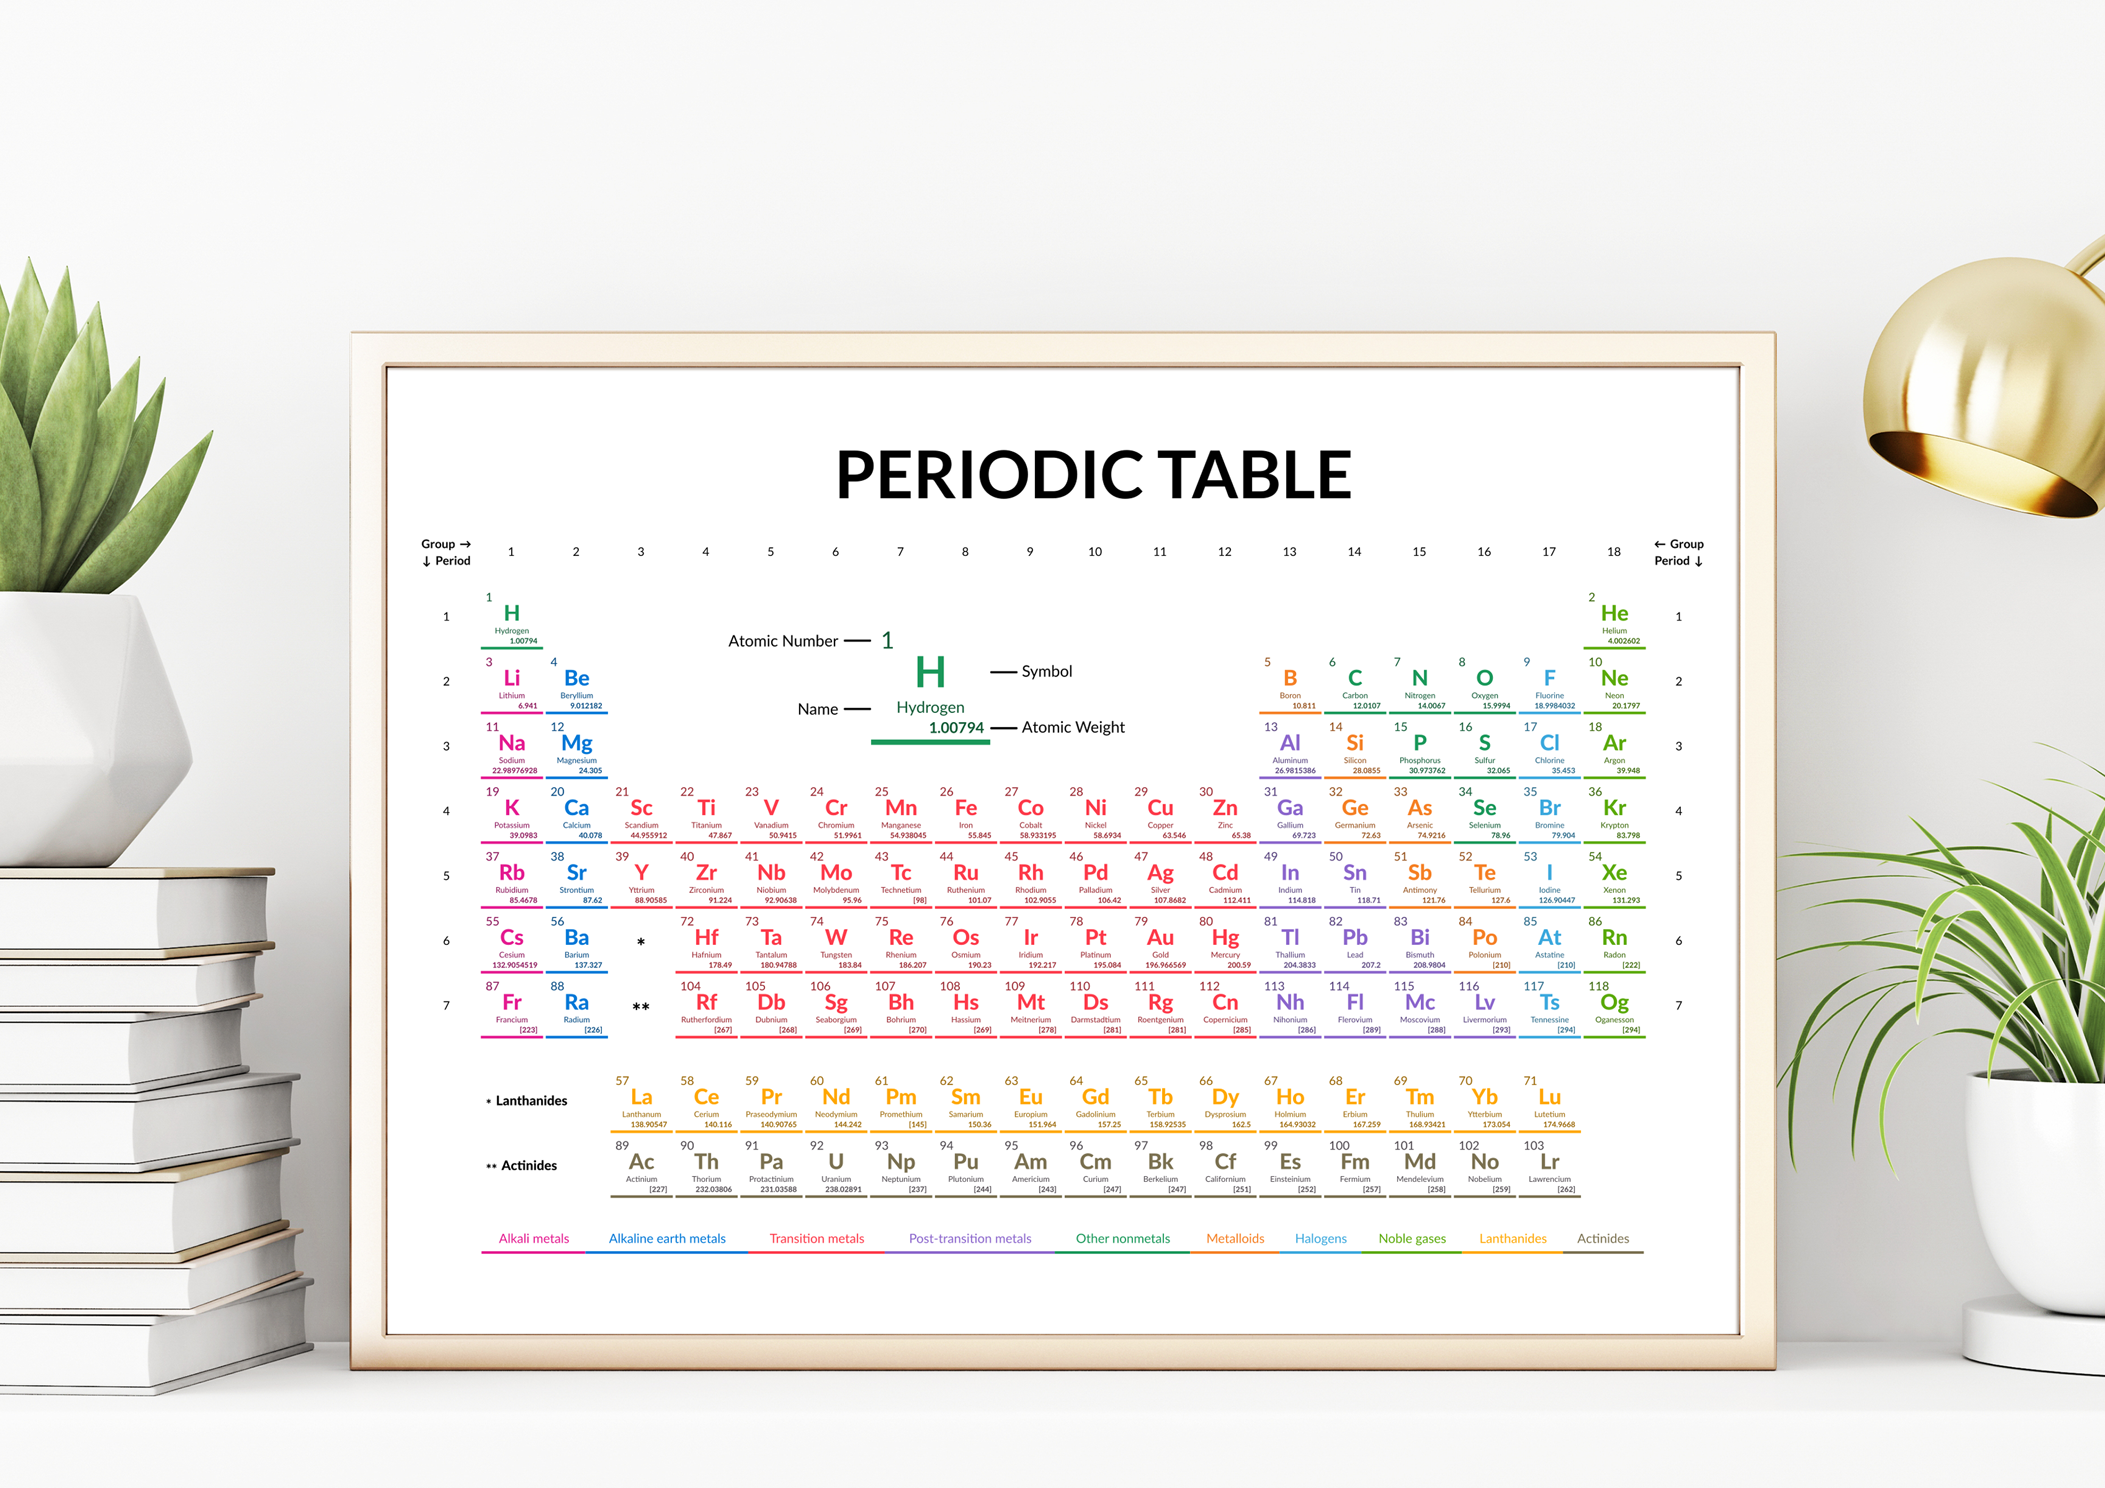 PERIODIC TABLE
Group → 1 2 3 4 5 6 7 8 9 10 11 12 13 14 15 16 17 18 ← Group
↓ Period Period ↓
1 2
1 H He 1
Hydrogen Helium
1.00794 4.002602
Atomic Number 1
H Symbol
Name Hydrogen
1.00794 Atomic Weight
3 4 5 6 7 8 9 10
2 Li Be B C N O F Ne 2
Lithium Beryllium Boron Carbon Nitrogen Oxygen Fluorine Neon
6.941 9.012182 10.811 12.0107 14.0067 15.9994 18.9984032 20.1797
11 12 13 14 15 16 17 18
3 Na Mg Al Si P S Cl Ar 3
Sodium Magnesium Aluminum Silicon Phosphorus Sulfur Chlorine Argon
22.98976928 24.305 26.9815386 28.0855 30.973762 32.065 35.453 39.948
19 20 21 22 23 24 25 26 27 28 29 30 31 32 33 34 35 36
4 K Ca Sc Ti V Cr Mn Fe Co Ni Cu Zn Ga Ge As Se Br Kr 4
Potassium Calcium Scandium Titanium Vanadium Chromium Manganese Iron Cobalt Nickel Copper Zinc Gallium Germanium Arsenic Selenium Bromine Krypton
39.0983 40.078 44.955912 47.867 50.9415 51.9961 54.938045 55.845 58.933195 58.6934 63.546 65.38 69.723 72.63 74.9216 78.96 79.904 83.798
37 38 39 40 41 42 43 44 45 46 47 48 49 50 51 52 53 54
5 Rb Sr Y Zr Nb Mo Tc Ru Rh Pd Ag Cd In Sn Sb Te I Xe 5
Rubidium Strontium Yttrium Zirconium Niobium Molybdenum Technetium Ruthenium Rhodium Palladium Silver Cadmium Indium Tin Antimony Tellurium Iodine Xenon
85.4678 87.62 88.90585 91.224 92.90638 95.96 [98] 101.07 102.9055 106.42 107.8682 112.411 114.818 118.71 121.76 127.6 126.90447 131.293
55 56 72 73 74 75 76 77 78 79 80 81 82 83 84 85 86
6 Cs Ba * Hf Ta W Re Os Ir Pt Au Hg Tl Pb Bi Po At Rn 6
Cesium Barium Hafnium Tantalum Tungsten Rhenium Osmium Iridium Platinum Gold Mercury Thallium Lead Bismuth Polonium Astatine Radon
132.9054519 137.327 178.49 180.94788 183.84 186.207 190.23 192.217 195.084 196.966569 200.59 204.3833 207.2 208.9804 [210] [210] [222]
87 88 104 105 106 107 108 109 110 111 112 113 114 115 116 117 118
7 Fr Ra ** Rf Db Sg Bh Hs Mt Ds Rg Cn Nh Fl Mc Lv Ts Og 7
Francium Radium Rutherfordium Dubnium Seaborgium Bohrium Hassium Meitnerium Darmstadtium Roentgenium Copernicium Nihonium Flerovium Moscovium Livermorium Tennessine Oganesson
[223] [226] [267] [268] [269] [270] [269] [278] [281] [281] [285] [286] [289] [288] [293] [294] [294]
57 58 59 60 61 62 63 64 65 66 67 68 69 70 71
* Lanthanides La Ce Pr Nd Pm Sm Eu Gd Tb Dy Ho Er Tm Yb Lu
Lanthanum Cerium Praseodymium Neodymium Promethium Samarium Europium Gadolinium Terbium Dysprosium Holmium Erbium Thulium Ytterbium Lutetium
138.90547 140.116 140.90765 144.242 [145] 150.36 151.964 157.25 158.92535 162.5 164.93032 167.259 168.93421 173.054 174.9668
89 90 91 92 93 94 95 96 97 98 99 100 101 102 103
** Actinides Ac Th Pa U Np Pu Am Cm Bk Cf Es Fm Md No Lr
Actinium Thorium Protactinium Uranium Neptunium Plutonium Americium Curium Berkelium Californium Einsteinium Fermium Mendelevium Nobelium Lawrencium
[227] 232.03806 231.03588 238.02891 [237] [244] [243] [247] [247] [251] [252] [257] [258] [259] [262]
Alkali metals Alkaline earth metals Transition metals Post-transition metals Other nonmetals Metalloids Halogens Noble gases Lanthanides Actinides